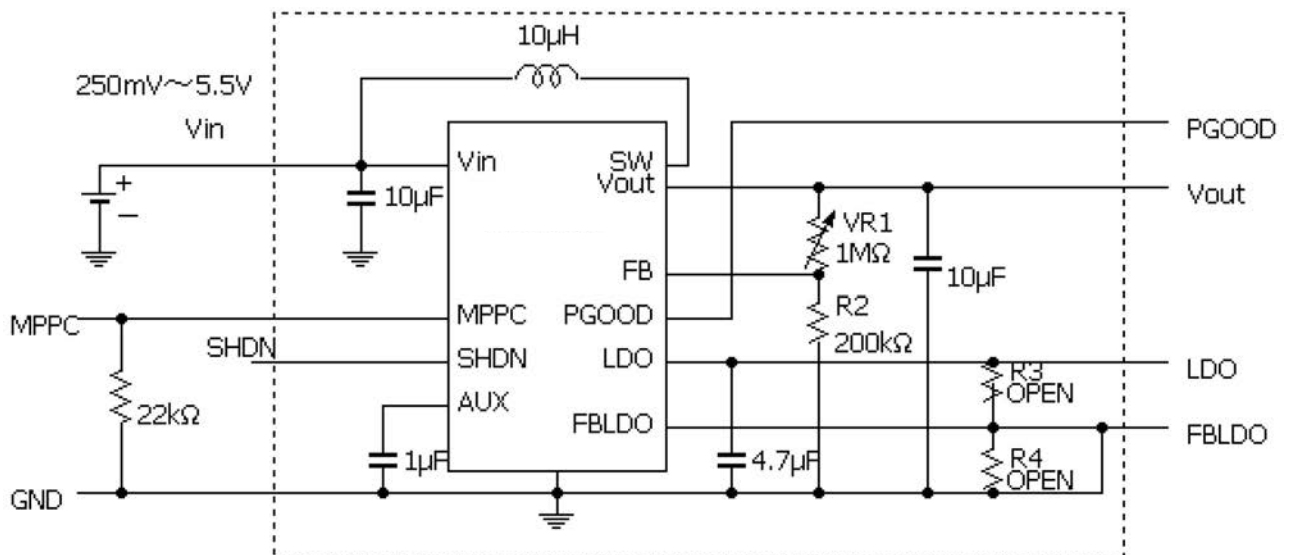 10µH
250mV～5.5V
Vin
PGOOD
Vin
SW
Vout
Vout
+
−
10µF
VR1
1MΩ
FB
10µF
MPPC
MPPC
PGOOD
R2
200kΩ
SHDN
SHDN
LDO
LDO
R3
OPEN
22kΩ
AUX
FBLDO
FBLDO
1µF
4.7µF
R4
OPEN
GND